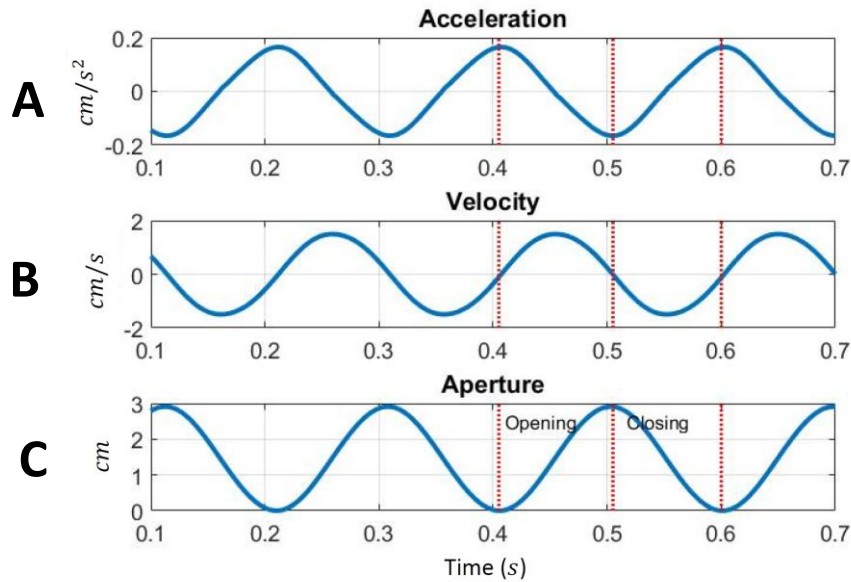 Acceleration
A
cm/s²
0.2
0
-0.2
0.1 0.2 0.3 0.4 0.5 0.6 0.7
Velocity
B
cm/s
2
0
-2
0.1 0.2 0.3 0.4 0.5 0.6 0.7
Aperture
C
cm
3
2
1
0
Opening Closing
0.1 0.2 0.3 0.4 0.5 0.6 0.7
Time (s)